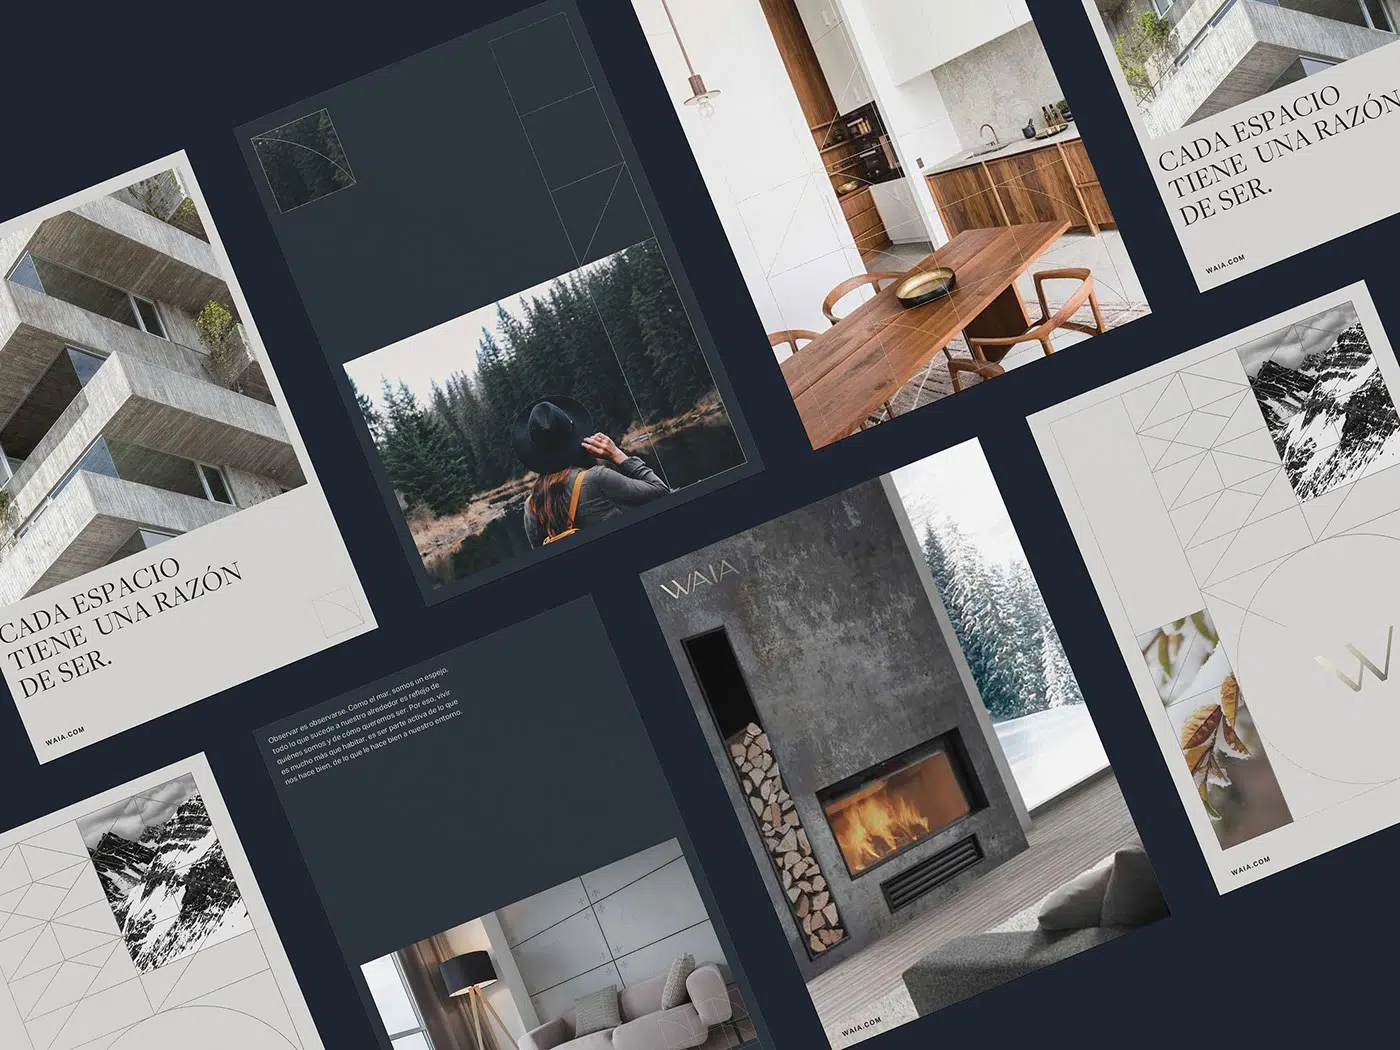 CADA ESPACIO
TIENE UNA RAZÓN
DE SER.
WAIA.COM
CADA ESPACIO
TIENE UNA RAZÓN
DE SER.
WAIA.COM
Observar es observarse. Como el mar, somos un espejo,
todo lo que sucede a nuestro alrededor es reflejo de
quiénes somos y de cómo queremos ser. Por eso, vivir
es mucho más que habitar, es ser parte activa de lo que
nos hace bien, de lo que le hace bien a nuestro entorno.
WAIA
WAIA.COM
W
WAIA.COM